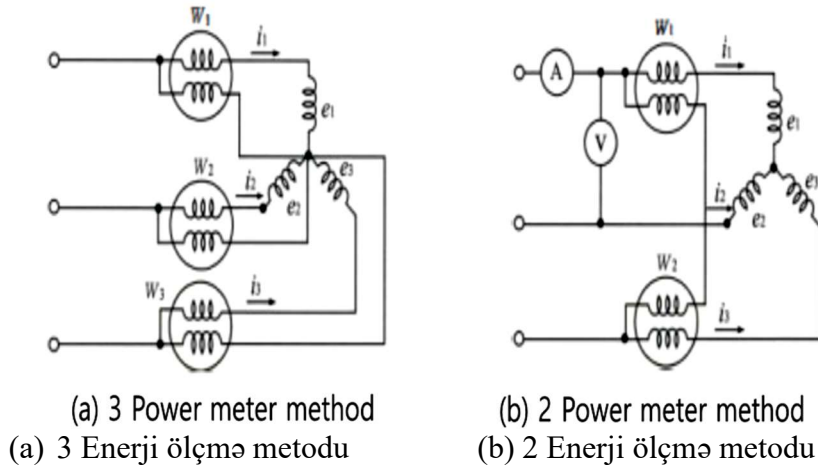 W1
i1
e1
W2
i2
e2
e3
W3
i3
(a) 3 Power meter method
(a) 3 Enerji ölçmə metodu
W1
A
i1
V
e1
i2
e2
e3
W2
i3
(b) 2 Power meter method
(b) 2 Enerji ölçmə metodu